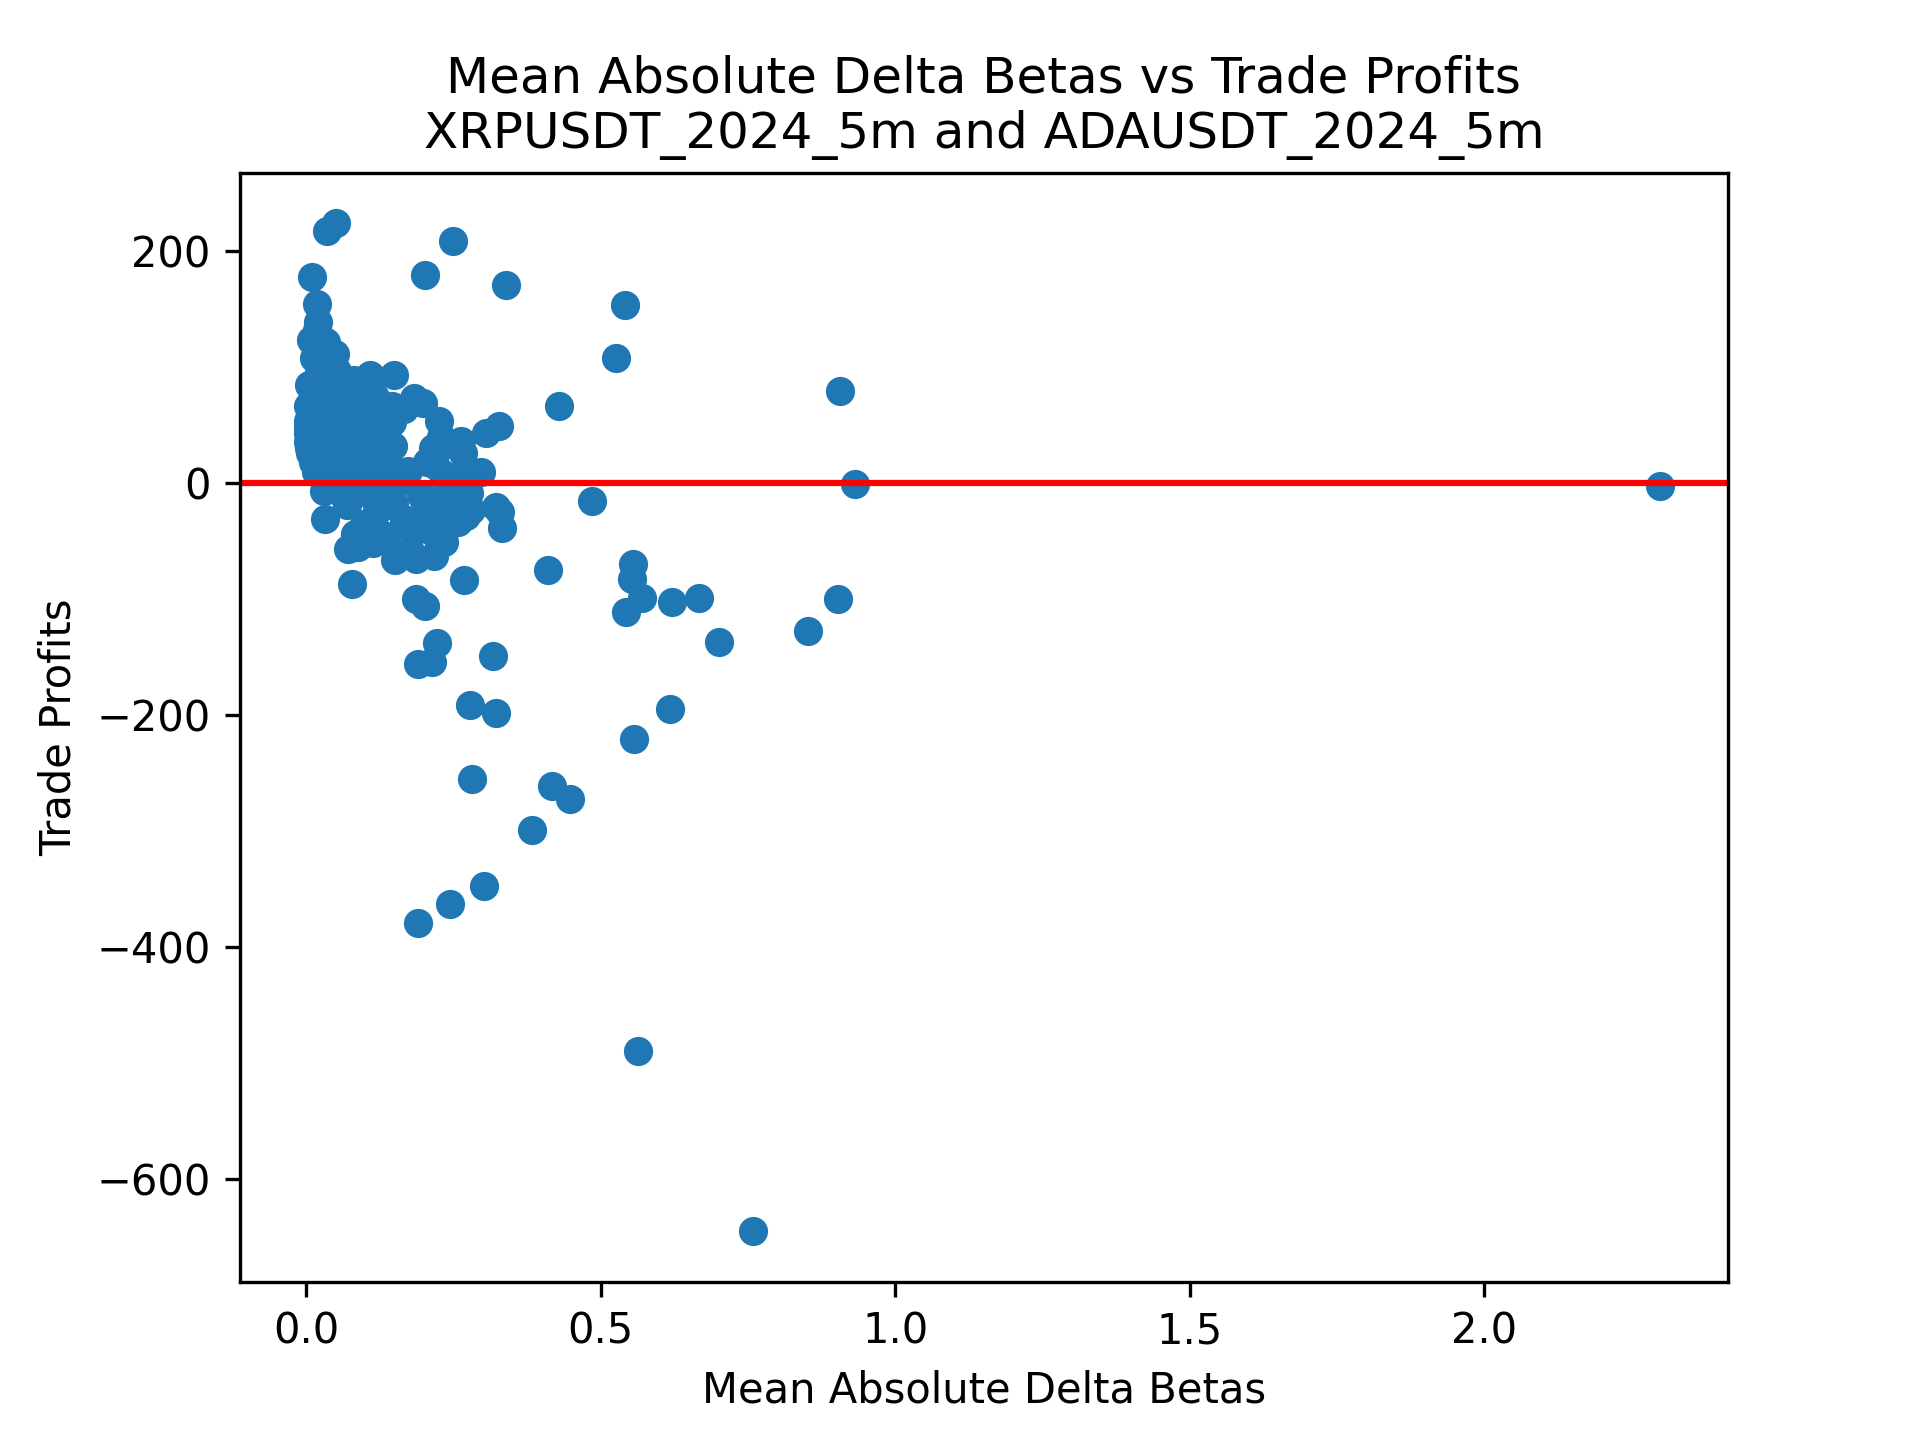 Mean Absolute Delta Betas vs Trade Profits
XRPUSDT_2024_5m and ADAUSDT_2024_5m
Trade Profits
200
0
−200
−400
−600
0.0 0.5 1.0 1.5 2.0
Mean Absolute Delta Betas